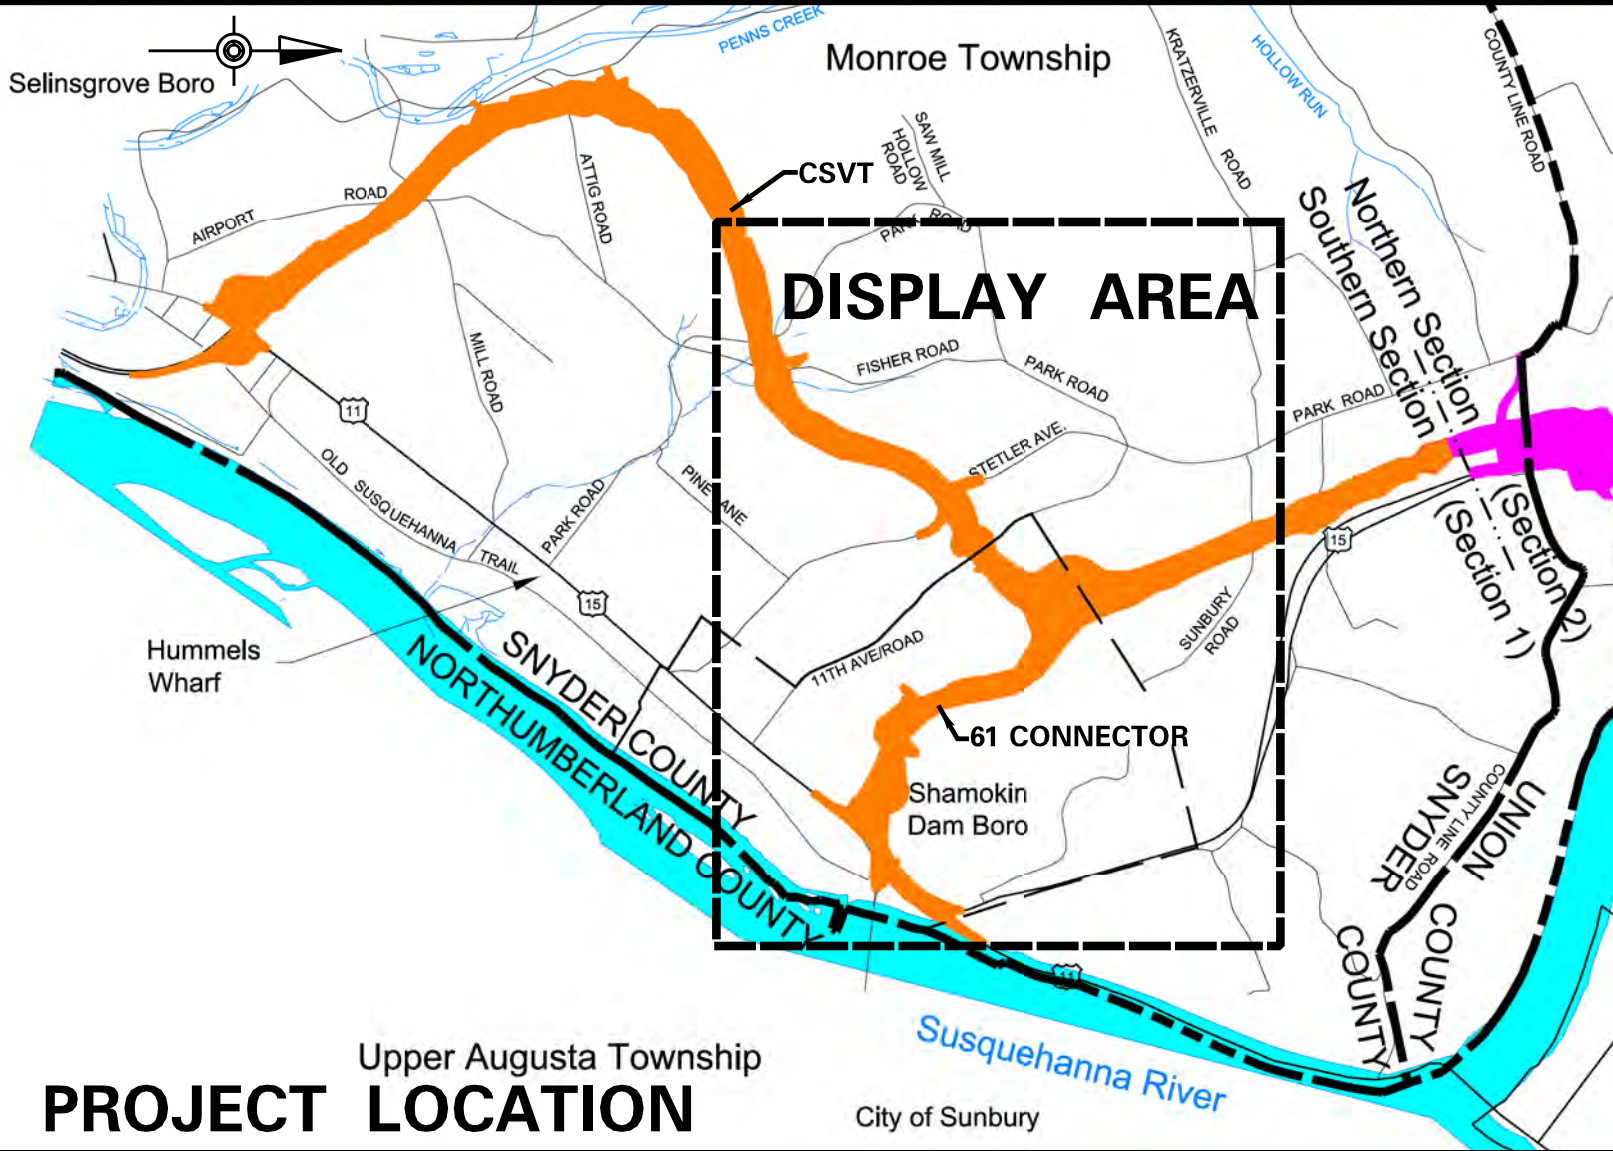 PENNS CREEK
Monroe Township
Selinsgrove Boro
KRATZERVILLE ROAD
HOLLOW RUN
COUNTY LINE ROAD
SAW MILL
HOLLOW
ROAD
ATTIG ROAD
CSVT
AIRPORT ROAD
PARK ROAD
Northern Section
Southern Section
DISPLAY AREA
MILL ROAD
FISHER ROAD
PARK ROAD
PARK ROAD
11
STETLER AVE.
OLD SUSQUEHANNA TRAIL
PARK ROAD
PINE LANE
15
(Section 2)
(Section 1)
15
SUNBURY
ROAD
Hummels
Wharf
11TH AVE/ROAD
SNYDER COUNTY
NORTHUMBERLAND COUNTY
61 CONNECTOR
Shamokin
Dam Boro
SNYDER
COUNTY
COUNTY LINE ROAD
UNION
COUNTY
11
Susquehanna River
Upper Augusta Township
PROJECT LOCATION
City of Sunbury